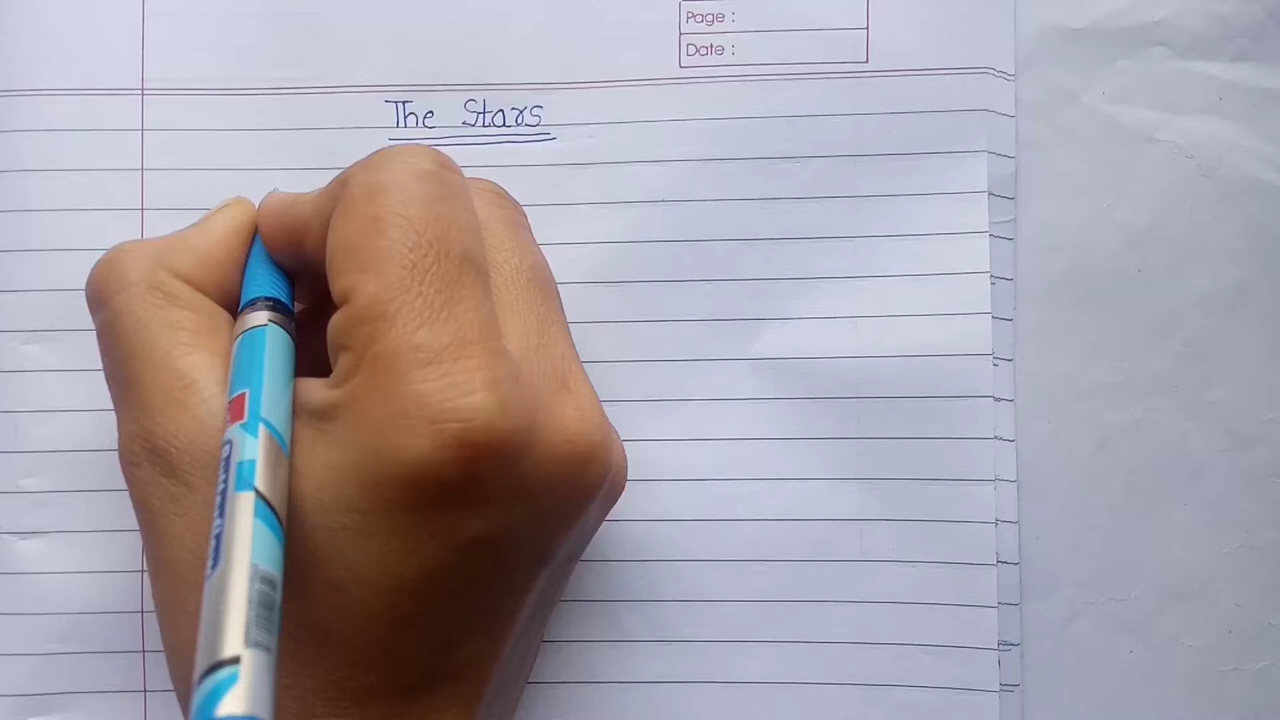 Page :
Date :
The Stars